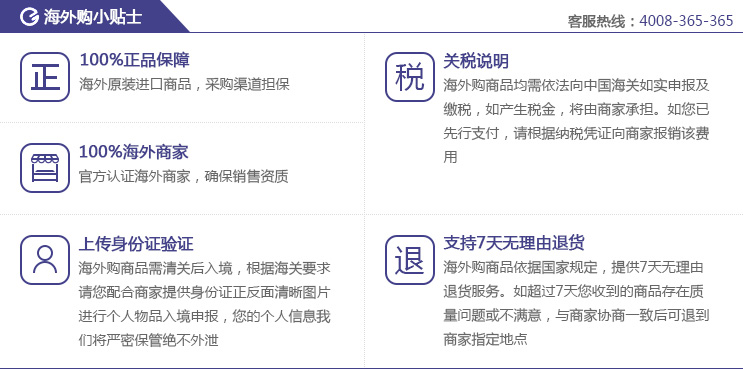 海外购小贴士
客服热线：4008-365-365
正
100%正品保障
海外原装进口商品，采购渠道担保
100%海外商家
官方认证海外商家，确保销售资质
上传身份证验证
海外购商品需清关后入境，根据海关要求
请您配合商家提供身份证正反面清晰图片
进行个人物品入境申报，您的个人信息我
们将严密保管绝不外泄
税
关税说明
海外购商品均需依法向中国海关如实申报及
缴税，如产生税金，将由商家承担。如您已
先行支付，请根据纳税凭证向商家报销该费
用
退
支持7天无理由退货
海外购商品依据国家规定，提供7天无理由
退货服务。如超过7天您收到的商品存在质
量问题或不满意，与商家协商一致后可退到
商家指定地点